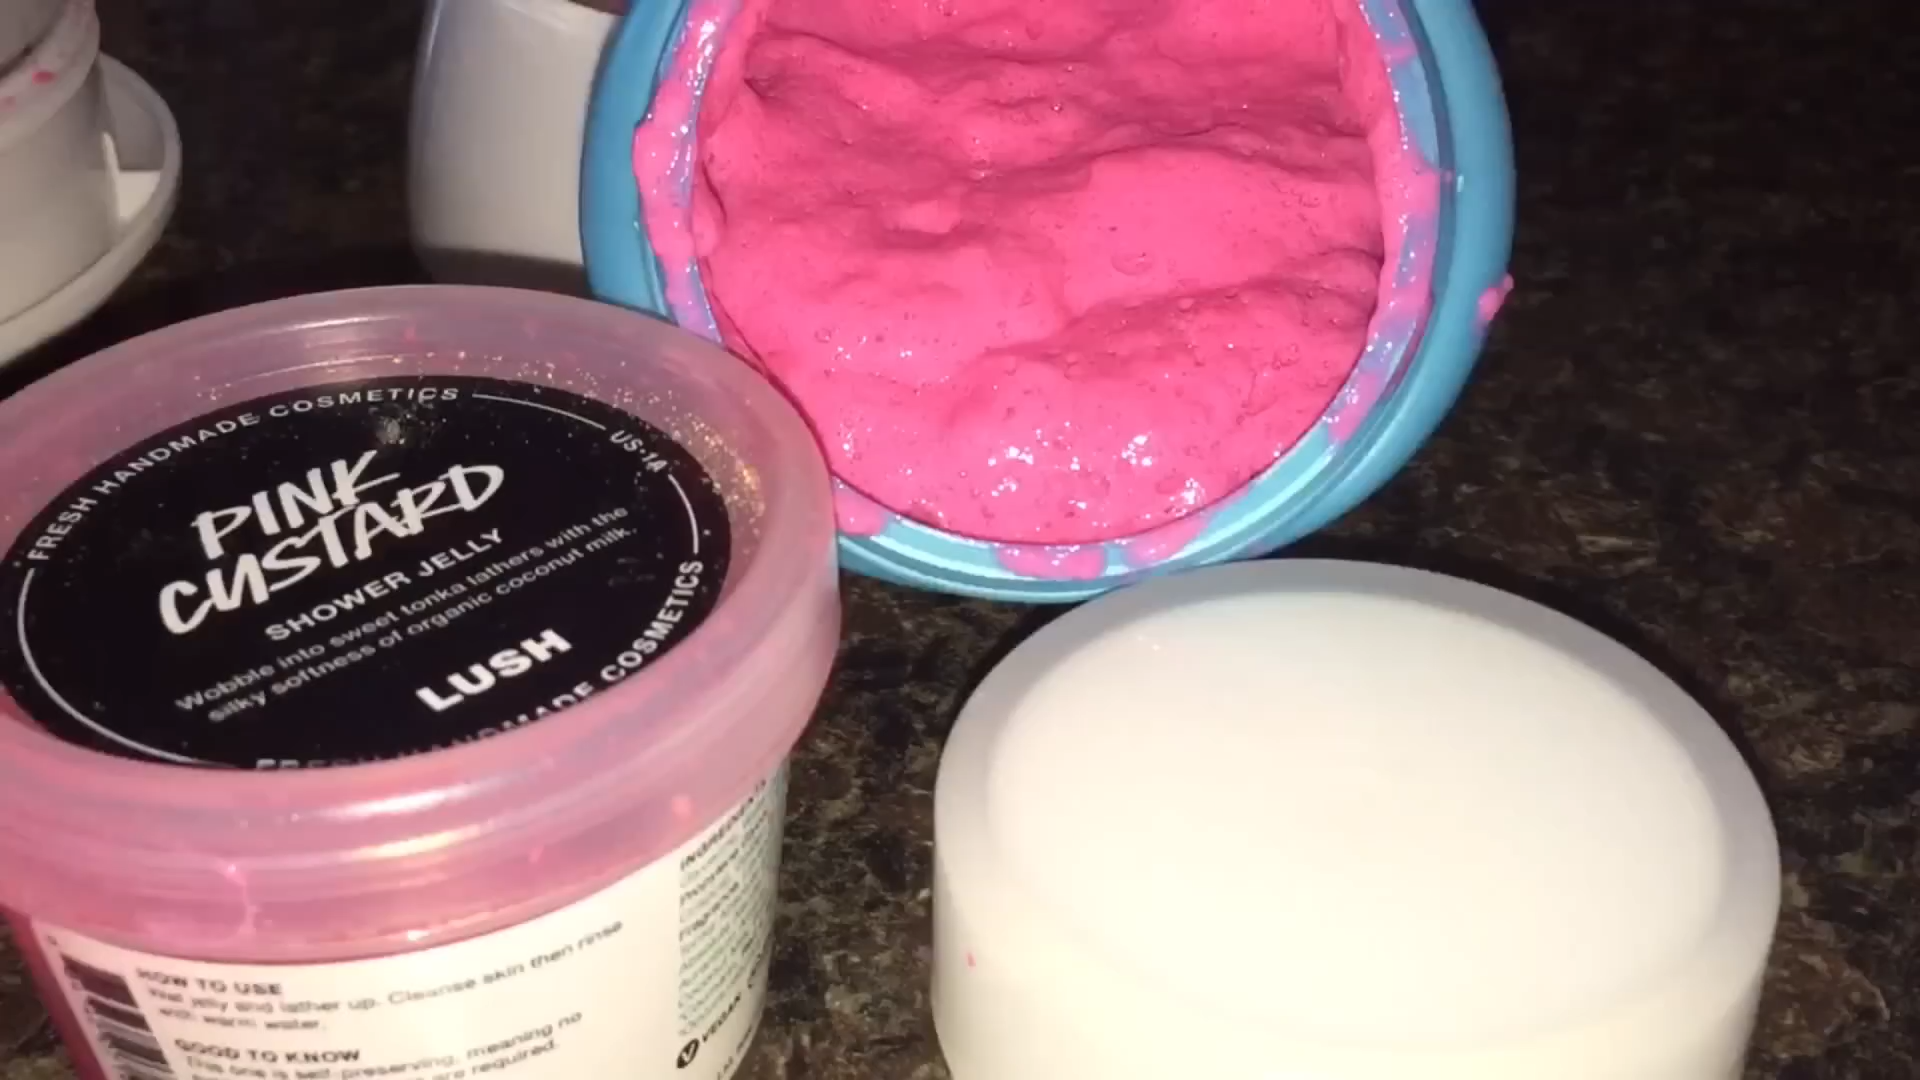 FRESH HANDMADE COSMETICS
US·1A
PINK
CUSTARD
SHOWER JELLY
Wobble into sweet tonka lathers with the
silky softness of organic coconut milk.
LUSH
FRESH HANDMADE COSMETICS
HOW TO USE
Wet jelly and lather up. Cleanse skin then rinse
with warm water.
GOOD TO KNOW
This one is self-preserving, meaning no
are required.
INGREDIENTS
VEGAN